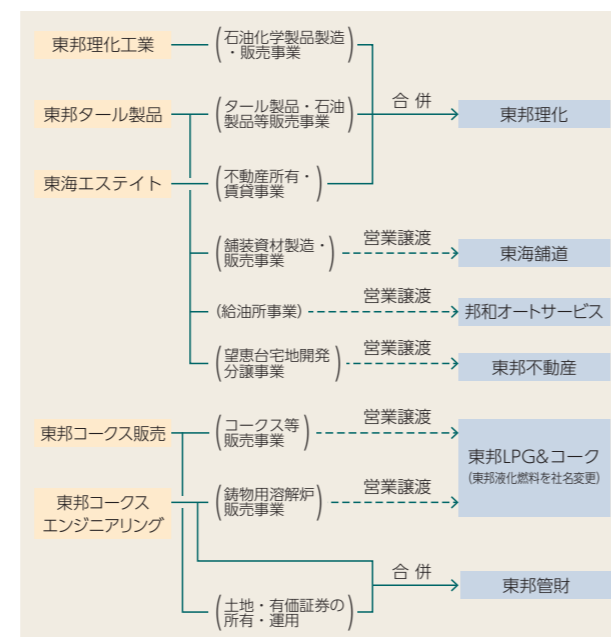 東邦理化工業
(石油化学製品製造
・販売事業)
東邦タール製品
(タール製品・石油
製品等販売事業)
合併
東邦理化
東海エステイト
(不動産所有・
賃貸事業)
(舗装資材製造・
販売事業)
営業譲渡
東海舗道
(給油所事業)
営業譲渡
邦和オートサービス
(望恵台宅地開発
分譲事業)
営業譲渡
東邦不動産
東邦コークス販売
(コークス等
販売事業)
営業譲渡
東邦LPG&コーク
(東邦液化燃料を社名変更)
東邦コークス
エンジニアリング
(鋳物用溶解炉
販売事業)
営業譲渡
合併
東邦管財
(土地・有価証券の
所有・運用)